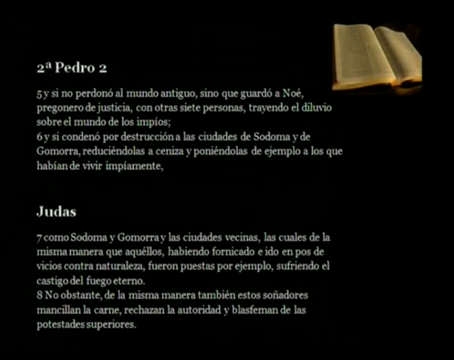 2ª Pedro 2
5 y si no perdonó al mundo antiguo, sino que guardó a Noé,
pregonero de justicia, con otras siete personas, trayendo el diluvio
sobre el mundo de los impíos;
6 y si condenó por destrucción a las ciudades de Sodoma y de
Gomorra, reduciéndolas a ceniza y poniéndolas de ejemplo a los que
habían de vivir impíamente,
Judas
7 como Sodoma y Gomorra y las ciudades vecinas, las cuales de la
misma manera que aquéllos, habiendo fornicado e ido en pos de
vicios contra naturaleza, fueron puestas por ejemplo, sufriendo el
castigo del fuego eterno.
8 No obstante, de la misma manera también estos soñadores
mancillan la carne, rechazan la autoridad y blasfeman de las
potestades superiores.